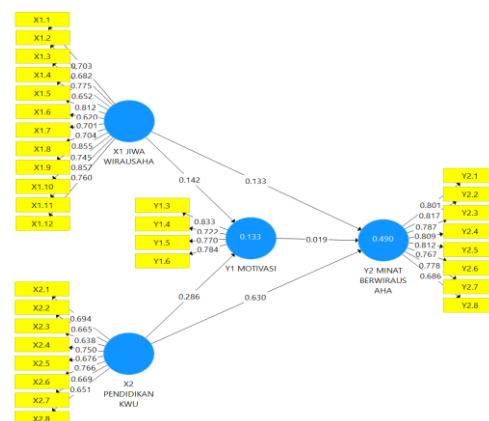 X1.1
X1.2
X1.3
X1.4
X1.5
X1.6
X1.7
X1.8
X1.9
X1.10
X1.11
X1.12
0.703
0.682
0.775
0.652
0.812
0.620
0.701
0.704
0.855
0.745
0.857
0.760
X1 JIWA
WIRAUSAHA
0.142
0.133
Y1.3
Y1.4
Y1.5
Y1.6
0.833
0.722
0.770
0.784
0.133
Y1 MOTIVASI
0.019
0.286
0.630
0.490
Y2 MINAT
BERWIRAUS
AHA
0.801
0.817
0.787
0.809
0.812
0.767
0.778
0.686
Y2.1
Y2.2
Y2.3
Y2.4
Y2.5
Y2.6
Y2.7
Y2.8
X2.1
X2.2
X2.3
X2.4
X2.5
X2.6
X2.7
X2.8
0.694
0.665
0.638
0.750
0.676
0.766
0.669
0.651
X2
PENDIDIKAN
KWU